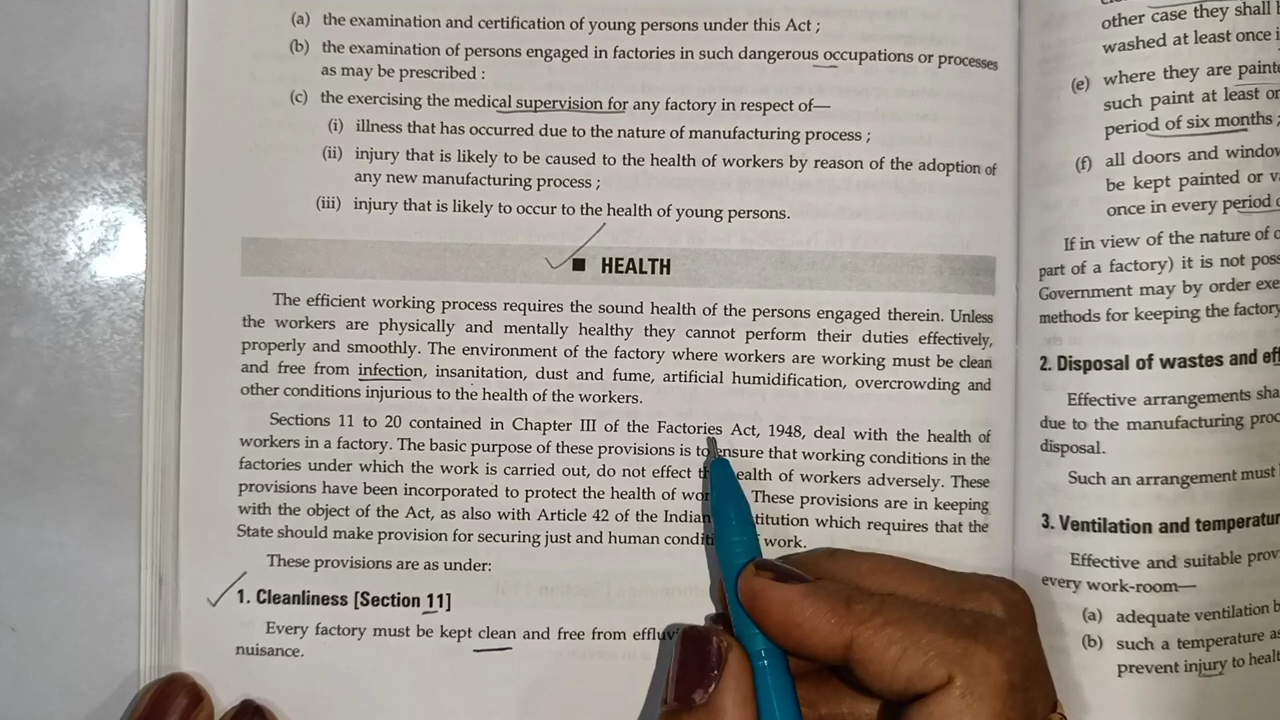 (a) the examination and certification of young persons under this Act ;
(b) the examination of persons engaged in factories in such dangerous occupations or processes
as may be prescribed :
(c) the exercising the medical supervision for any factory in respect of—
(i) illness that has occurred due to the nature of manufacturing process ;
(ii) injury that is likely to be caused to the health of workers by reason of the adoption of
any new manufacturing process ;
(iii) injury that is likely to occur to the health of young persons.
■ HEALTH
The efficient working process requires the sound health of the persons engaged therein. Unless
the workers are physically and mentally healthy they cannot perform their duties effectively,
properly and smoothly. The environment of the factory where workers are working must be clean
and free from infection, insanitation, dust and fume, artificial humidification, overcrowding and
other conditions injurious to the health of the workers.
Sections 11 to 20 contained in Chapter III of the Factories Act, 1948, deal with the health of
workers in a factory. The basic purpose of these provisions is to ensure that working conditions in the
factories under which the work is carried out, do not effect health of workers adversely. These
provisions have been incorporated to protect the health of These provisions are in keeping
with the object of the Act, as also with Article 42 of the Indian which requires that the
State should make provision for securing just and human work.
These provisions are as under:
1. Cleanliness [Section 11]
Every factory must be kept clean and free from
nuisance.
other case they shall
washed at least once
(e) where they are
such paint at least
period of six months ;
(f) all doors and
be kept painted or
once in every period
If in view of the nature of
part of a factory) it is not
Government may by order
methods for keeping the factory
2. Disposal of wastes and
Effective arrangements
due to the manufacturing
disposal.
Such an arrangement must
3. Ventilation and
Effective and suitable
every work-room—
(a) adequate ventilation
(b) such a temperature
prevent injury to